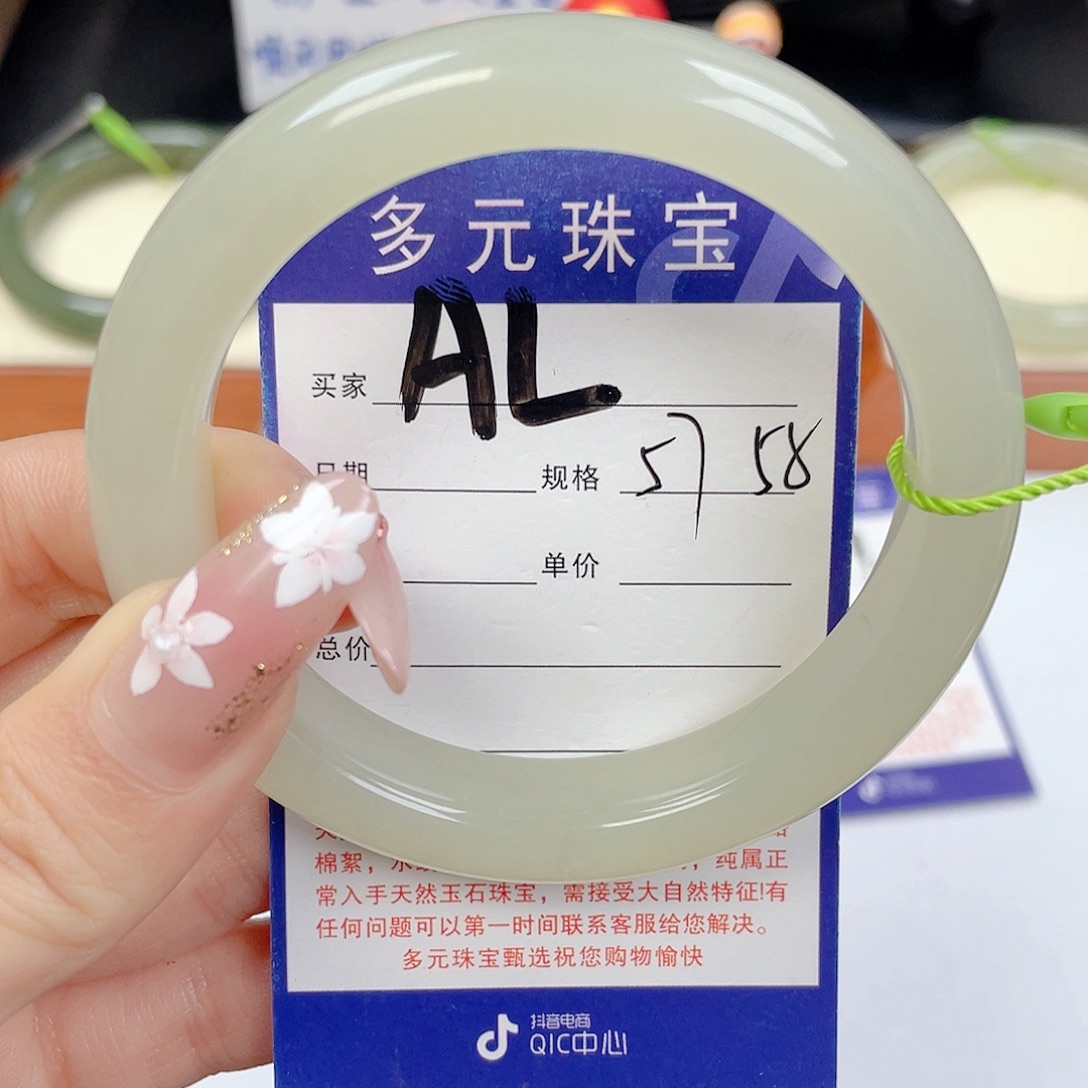 多元珠宝
AL
买家
日期
规格 57 58
单价
总价
棉絮，水
，纯属正
常入手天然玉石珠宝，需接受大自然特征!有
任何问题可以第一时间联系客服给您解决。
多元珠宝甄选祝您购物愉快
抖音电商
QIC中心